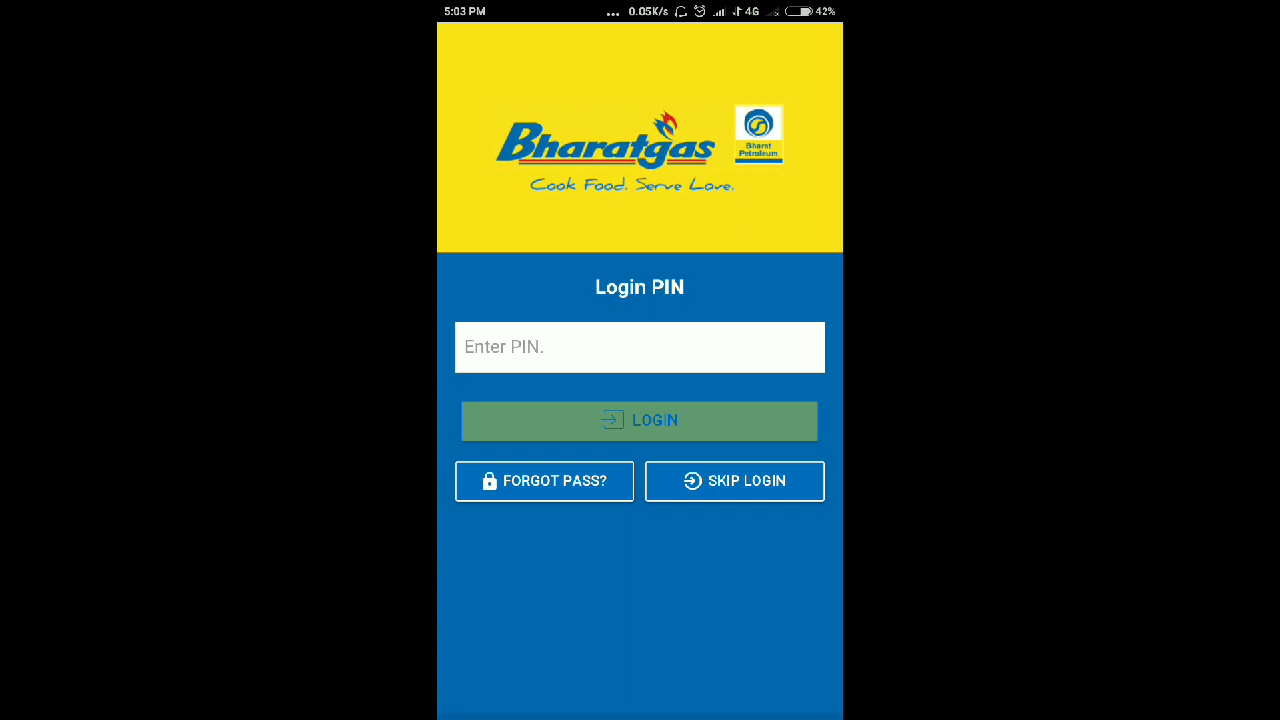 5:03 PM ... 0.05K/s 4G 42%
Bharatgas
Cook Food. Serve Love.
Bharat
Petroleum
Login PIN
Enter PIN.
LOGIN
FORGOT PASS? SKIP LOGIN